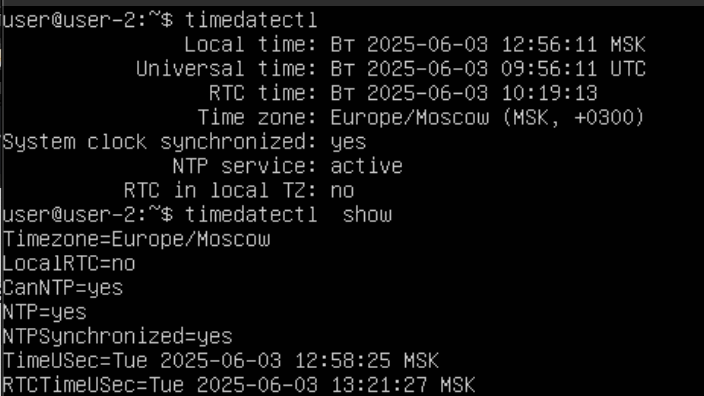 user@user-2:~$ timedatectl
Local time: Вт 2025-06-03 12:56:11 MSK
Universal time: Вт 2025-06-03 09:56:11 UTC
RTC time: Вт 2025-06-03 10:19:13
Time zone: Europe/Moscow (MSK, +0300)
System clock synchronized: yes
NTP service: active
RTC in local TZ: no
user@user-2:~$ timedatectl  show
Timezone=Europe/Moscow
LocalRTC=no
CanNTP=yes
NTP=yes
NTPSynchronized=yes
TimeUSec=Tue 2025-06-03 12:58:25 MSK
RTCTimeUSec=Tue 2025-06-03 13:21:27 MSK